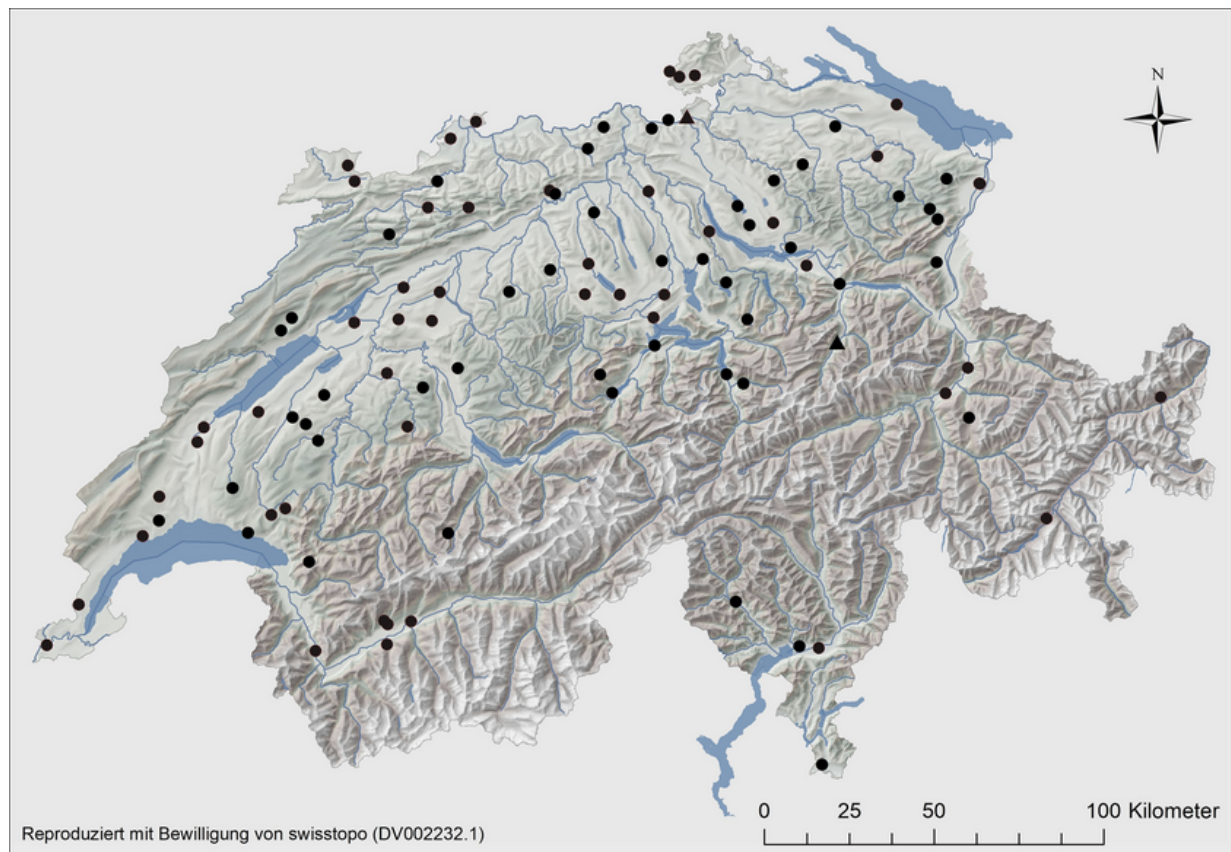 N
0 25 50 100 Kilometer
Reproduziert mit Bewilligung von swisstopo (DV002232.1)